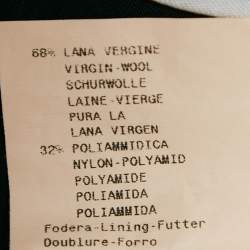 68% LANA VERGINE
VIRGIN-WOOL
SCHURWOLLE
LAINE-VIERGE
PURA LA
LANA VIRGEN
32% POLIAMMIDICA
NYLON-POLYAMID
POLYAMIDE
POLIAMIDA
POLIAMMIDA
Fodera-Lining-Futter
Doublure-Forro